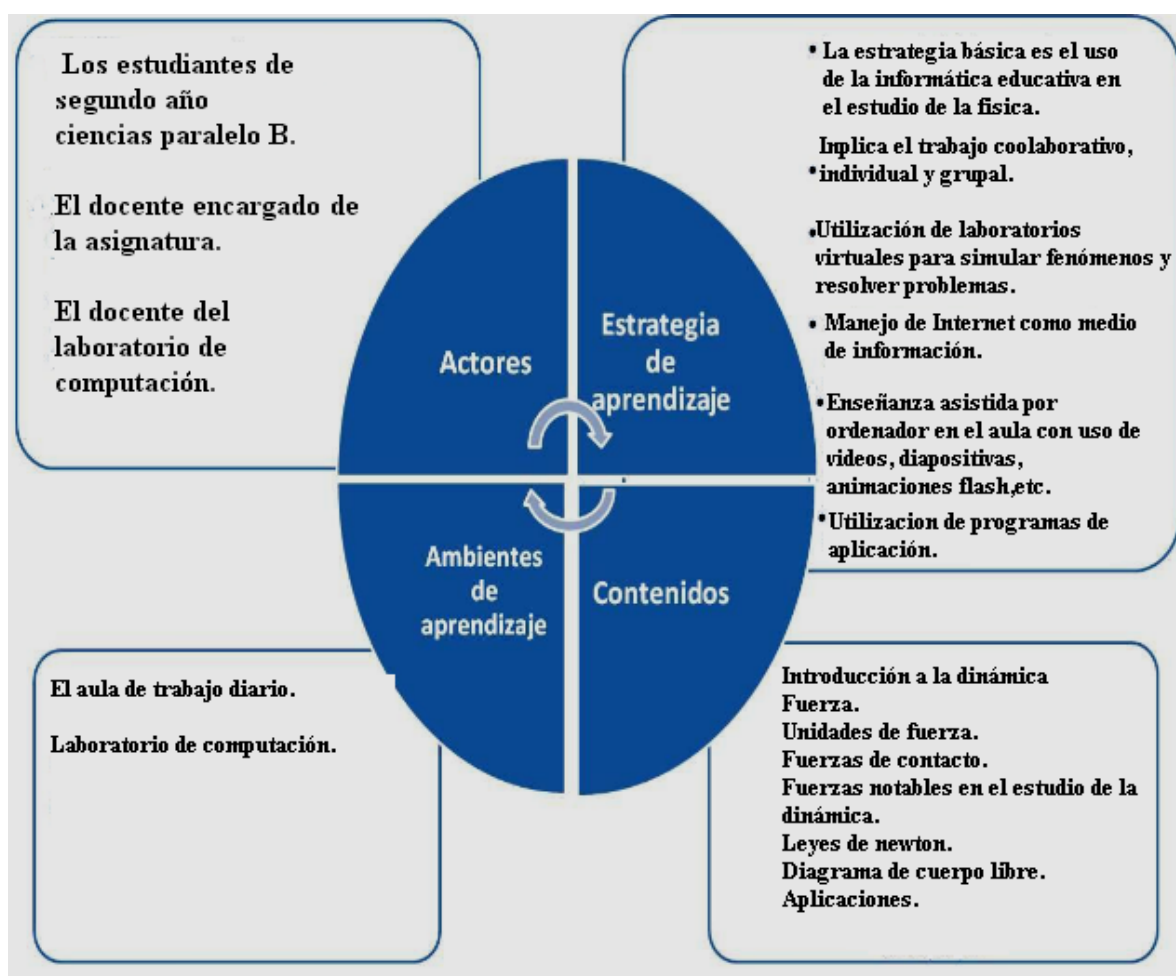 Los estudiantes de
segundo año
ciencias paralelo B.
El docente encargado de
la asignatura.
El docente del
laboratorio de
computación.
• La estrategia básica es el uso
de la informática educativa en
el estudio de la fisica.
Inplica el trabajo coolaborativo,
• individual y grupal.
•Utilización de laboratorios
virtuales para simular fenómenos y
resolver problemas.
• Manejo de Internet como medio
de información.
•Enseñanza asistida por
ordenador en el aula con uso de
videos, diapositivas,
animaciones flash,etc.
•Utilizacion de programas de
aplicación.
Actores
Estrategia
de
aprendizaje
Ambientes
de
aprendizaje
Contenidos
El aula de trabajo diario.
Laboratorio de computación.
Introducción a la dinámica
Fuerza.
Unidades de fuerza.
Fuerzas de contacto.
Fuerzas notables en el estudio de la
dinámica.
Leyes de newton.
Diagrama de cuerpo libre.
Aplicaciones.